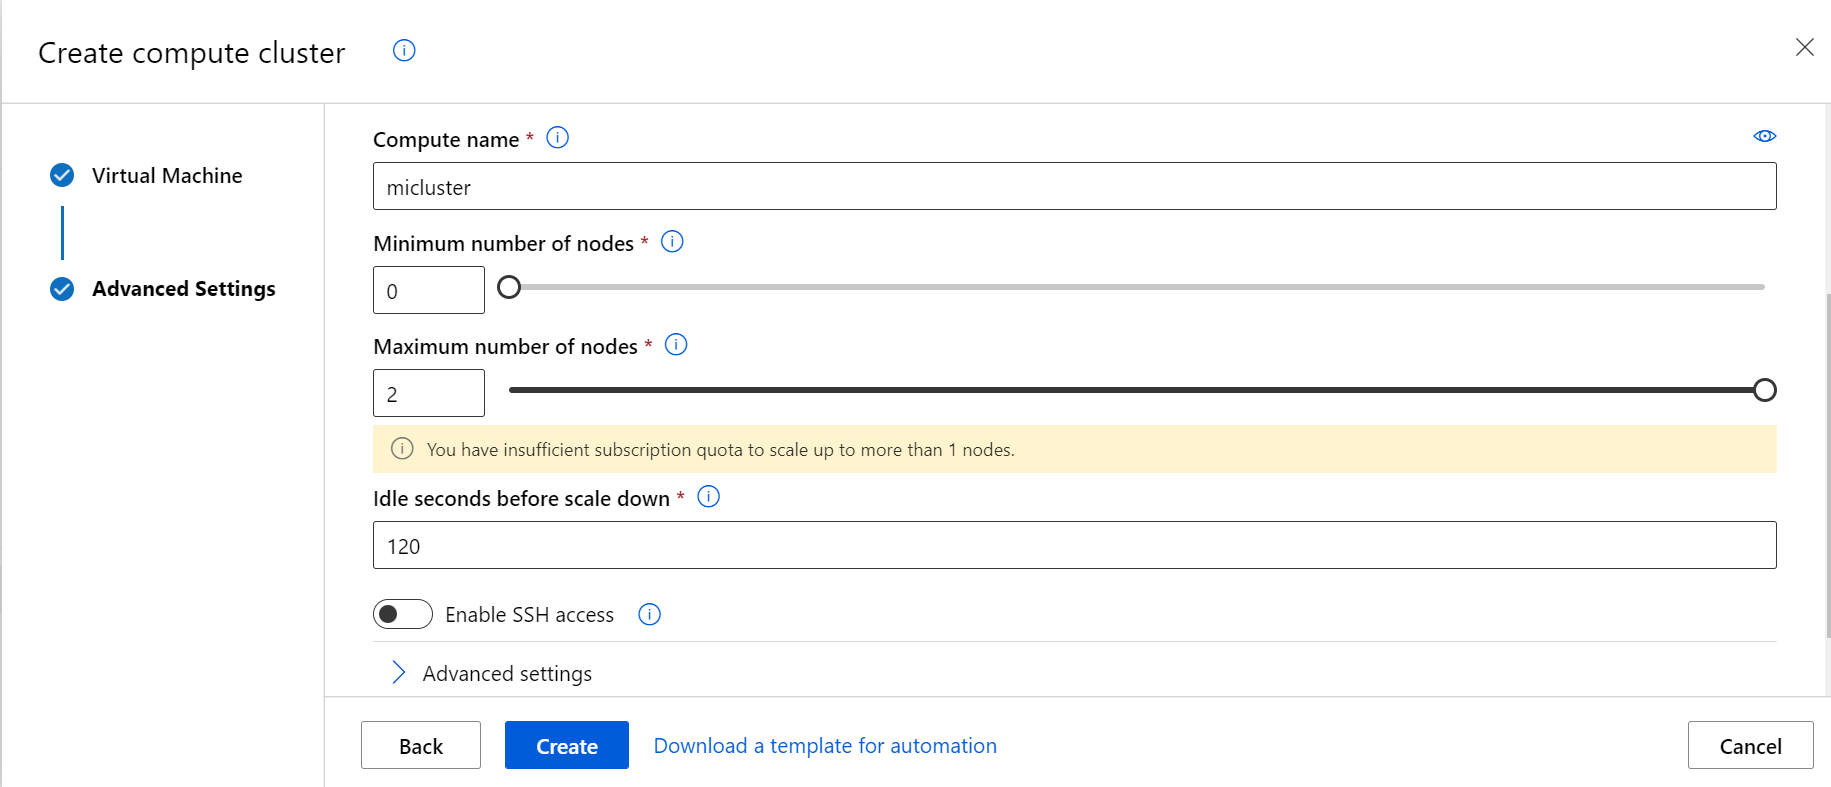 Create compute cluster
Virtual Machine
Advanced Settings
Compute name *
micluster
Minimum number of nodes *
0
Maximum number of nodes *
2
You have insufficient subscription quota to scale up to more than 1 nodes.
Idle seconds before scale down *
120
Enable SSH access
Advanced settings
Back
Create
Download a template for automation
Cancel